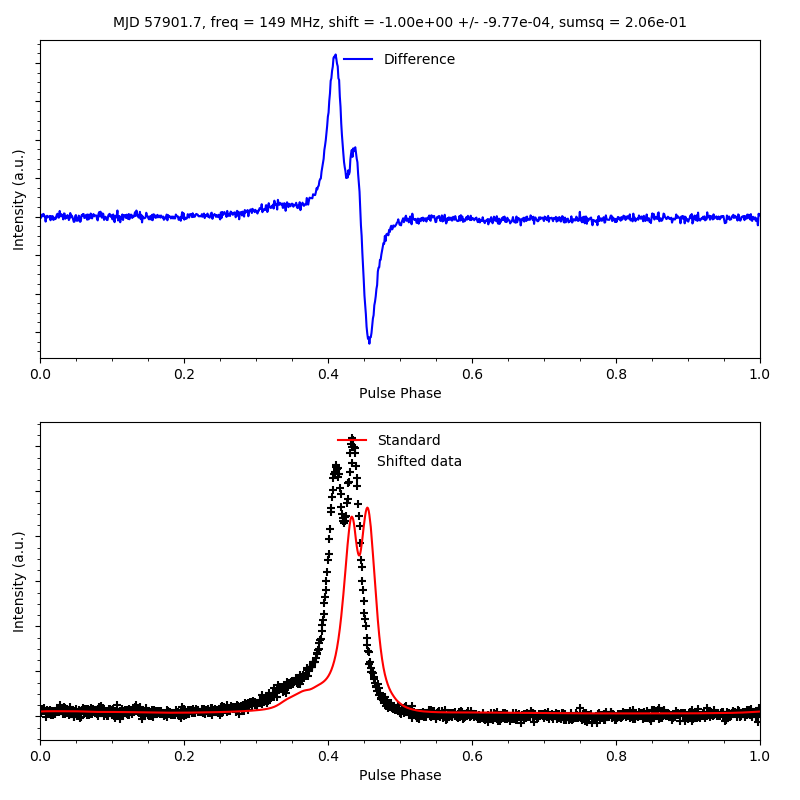 MJD 57901.7, freq = 149 MHz, shift = -1.00e+00 +/- -9.77e-04, sumsq = 2.06e-01
Difference
Intensity (a.u.)
0.0 0.2 0.4 0.6 0.8 1.0
Pulse Phase
Standard
Shifted data
Intensity (a.u.)
0.0 0.2 0.4 0.6 0.8 1.0
Pulse Phase